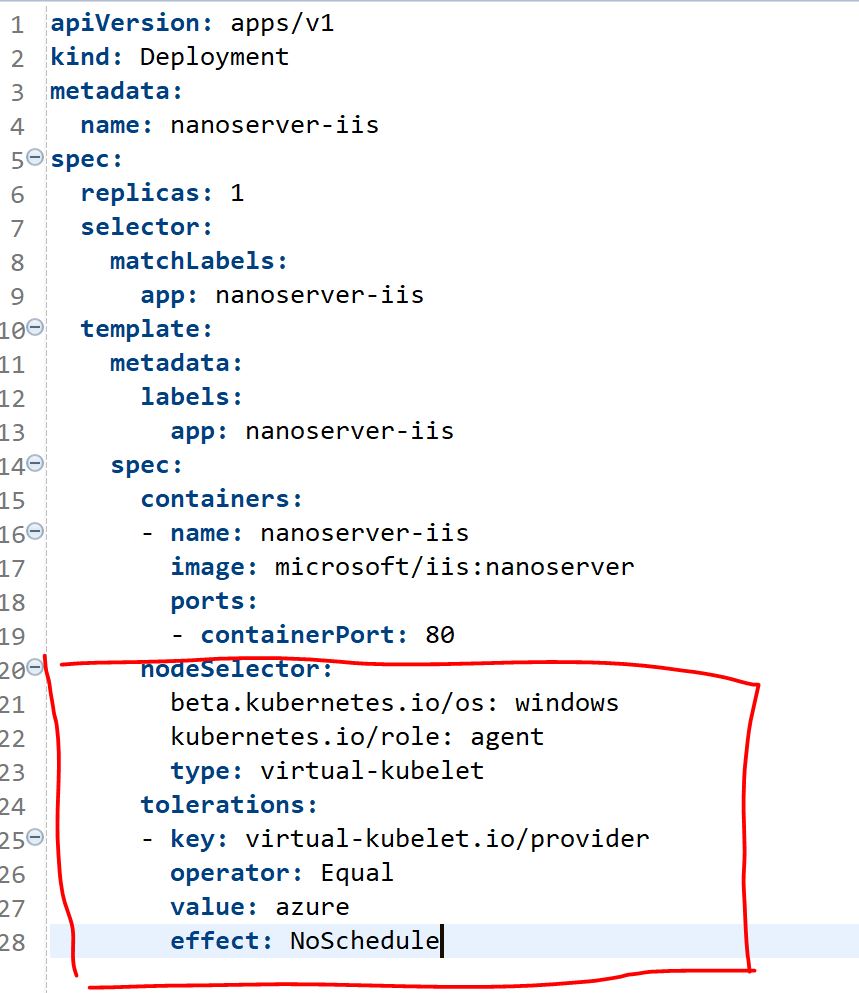 1 apiVersion: apps/v1
2 kind: Deployment
3 metadata:
4   name: nanoserver-iis
5 spec:
6   replicas: 1
7   selector:
8     matchLabels:
9       app: nanoserver-iis
10   template:
11     metadata:
12       labels:
13         app: nanoserver-iis
14     spec:
15       containers:
16       - name: nanoserver-iis
17         image: microsoft/iis:nanoserver
18         ports:
19         - containerPort: 80
20       nodeSelector:
21         beta.kubernetes.io/os: windows
22         kubernetes.io/role: agent
23         type: virtual-kubelet
24       tolerations:
25       - key: virtual-kubelet.io/provider
26         operator: Equal
27         value: azure
28         effect: NoSchedule